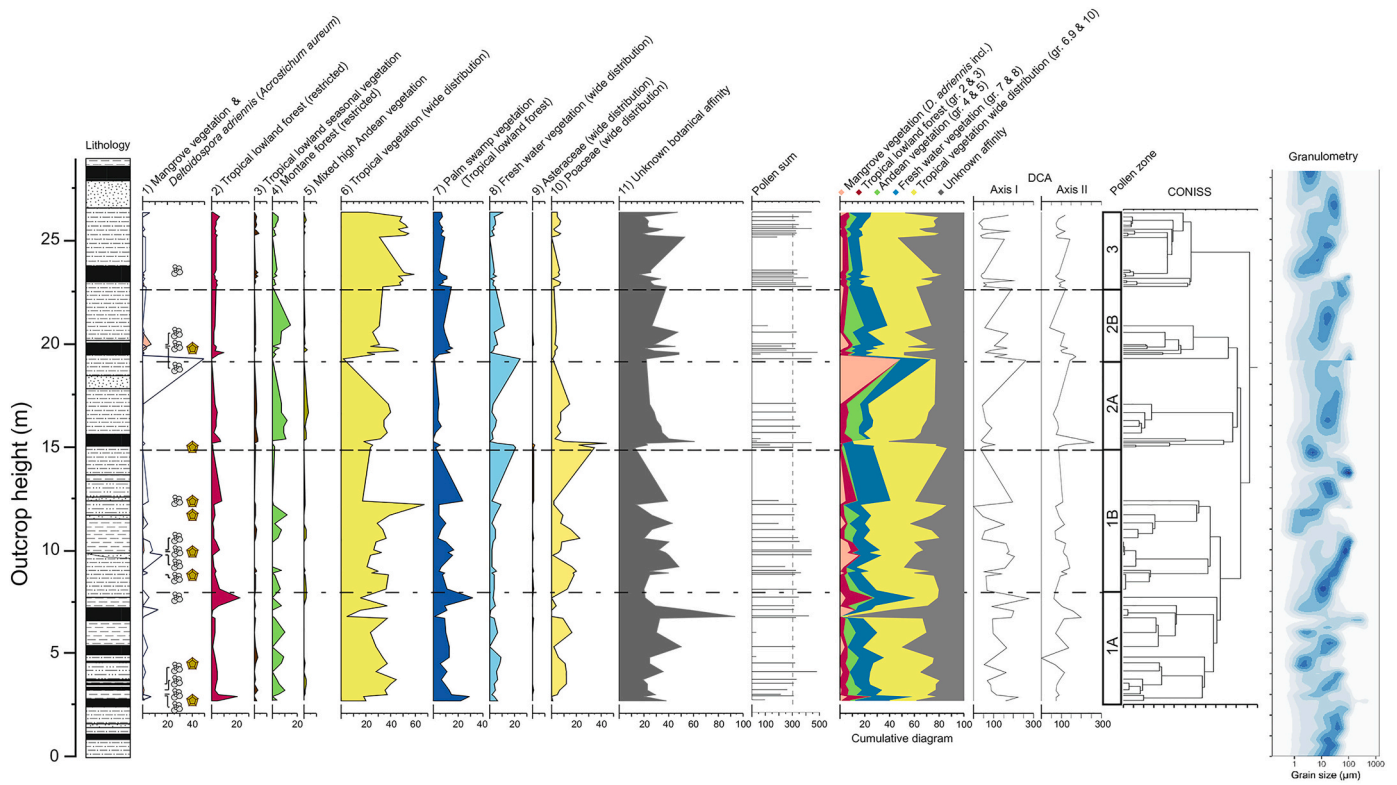 Lithology
1) Mangrove vegetation &
Deltoidospora adriennis (Acrostichum aureum)
2) Tropical lowland forest (restricted)
3) Tropical lowland seasonal vegetation
4) Montane forest (restricted)
5) Mixed high Andean vegetation
6) Tropical vegetation (wide distribution)
7) Palm swamp vegetation
(Tropical lowland forest)
8) Fresh water vegetation (wide distribution)
9) Asteraceae (wide distribution)
10) Poaceae (wide distribution)
11) Unknown botanical affinity
Pollen sum
Mangrove vegetation (D. adriennis incl.)
Tropical lowland forest (gr. 2 & 3)
Andean vegetation (gr. 4 & 5)
Fresh water vegetation (gr. 7 & 8)
Tropical vegetation wide distribution (gr. 6.9 & 10)
Unknown affinity
DCA
Axis I
Axis II
Pollen zone
CONISS
Granulometry
Outcrop height (m)
25
20
15
10
5
0
3
2B
2A
1B
1A
20 40
20
20
20 40 60
20 40
20
20 40
20 40 60 80 100
100 300 500
20 40 60 80 100
Cumulative diagram
100 300
100 300
1 10 100 1000
Grain size (µm)